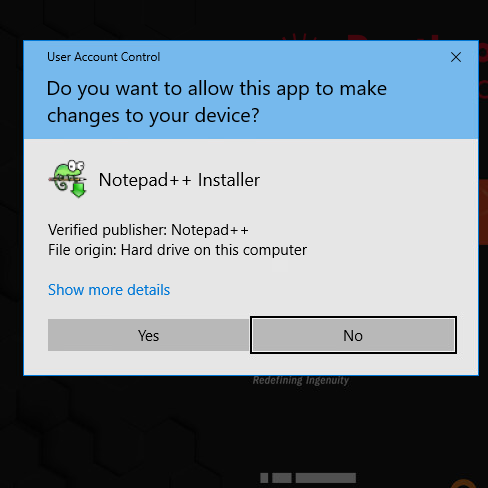 User Account Control
Do you want to allow this app to make
changes to your device?
Notepad++ Installer
Verified publisher: Notepad++
File origin: Hard drive on this computer
Show more details
Yes
No
Redefining Ingenuity